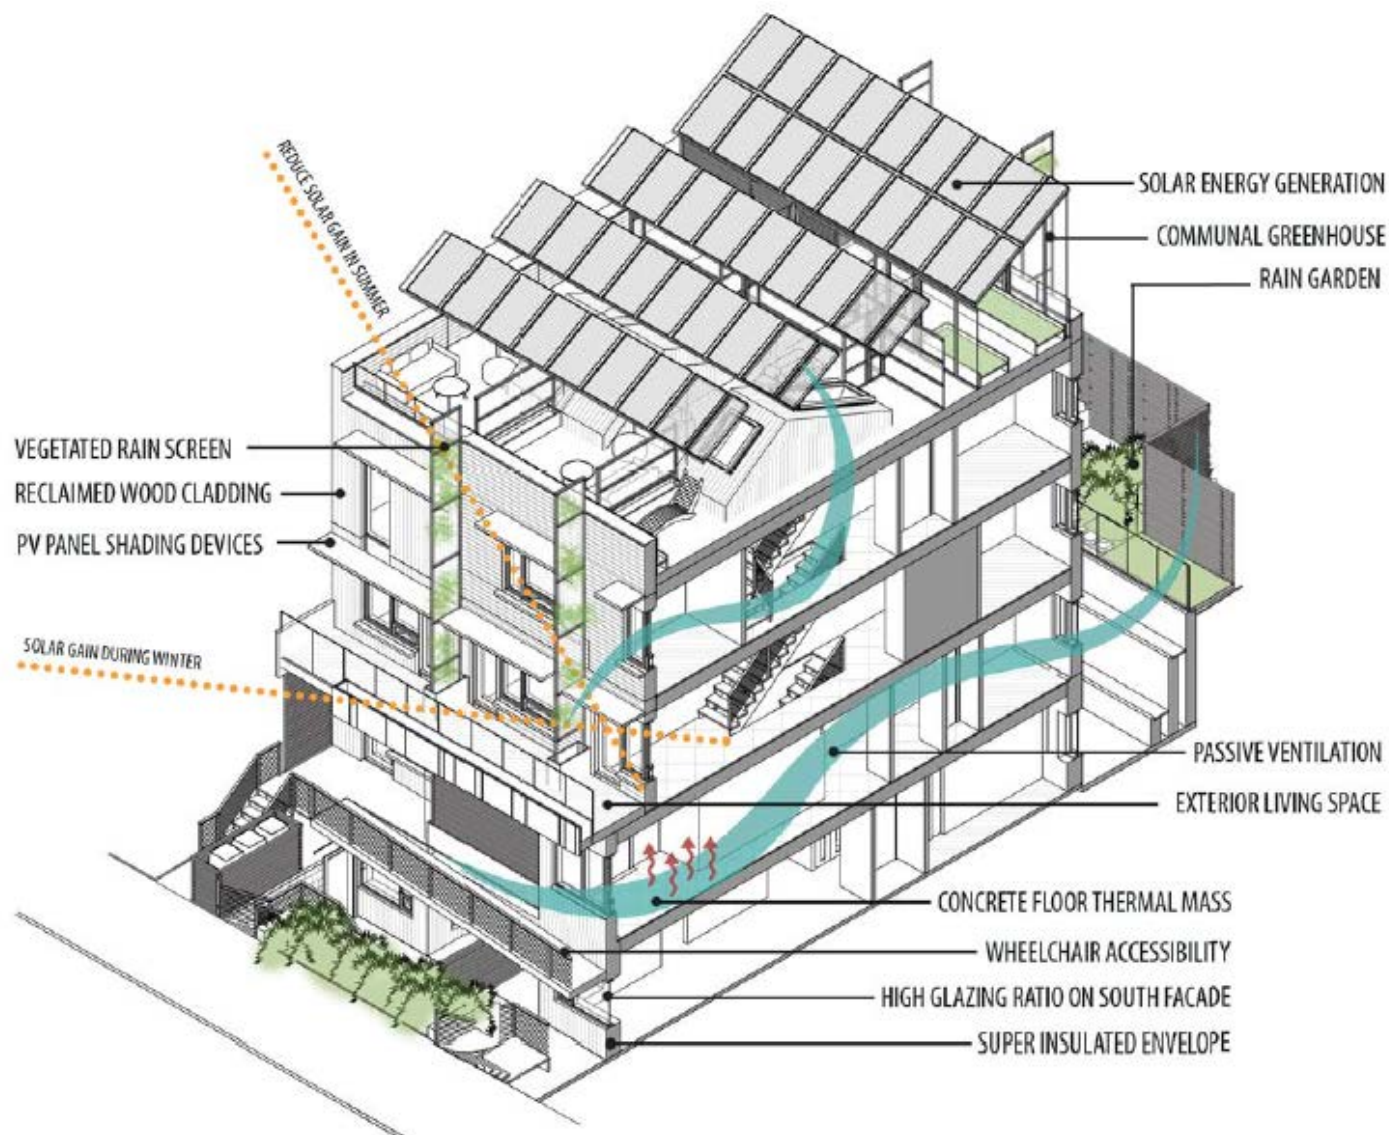 REDUCE SOLAR GAIN IN SUMMER
SOLAR ENERGY GENERATION
COMMUNAL GREENHOUSE
RAIN GARDEN
VEGETATED RAIN SCREEN
RECLAIMED WOOD CLADDING
PV PANEL SHADING DEVICES
SOLAR GAIN DURING WINTER
PASSIVE VENTILATION
EXTERIOR LIVING SPACE
CONCRETE FLOOR THERMAL MASS
WHEELCHAIR ACCESSIBILITY
HIGH GLAZING RATIO ON SOUTH FACADE
SUPER INSULATED ENVELOPE